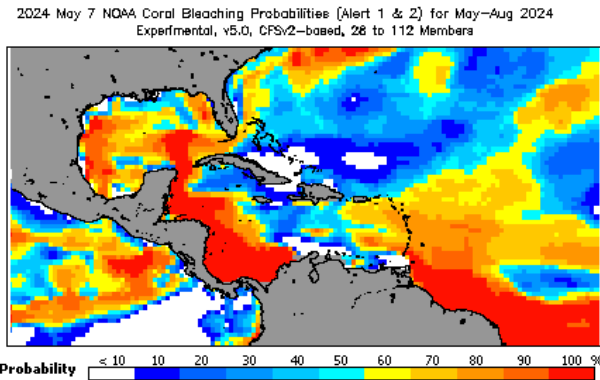 2024 May 7 NOAA Coral Bleaching Probabilities (Alert 1 & 2) for May-Aug 2024
Experimental, v5.0, CFSv2-based, 28 to 112 Members
Probability < 10 10 20 30 40 50 60 70 80 90 100 %